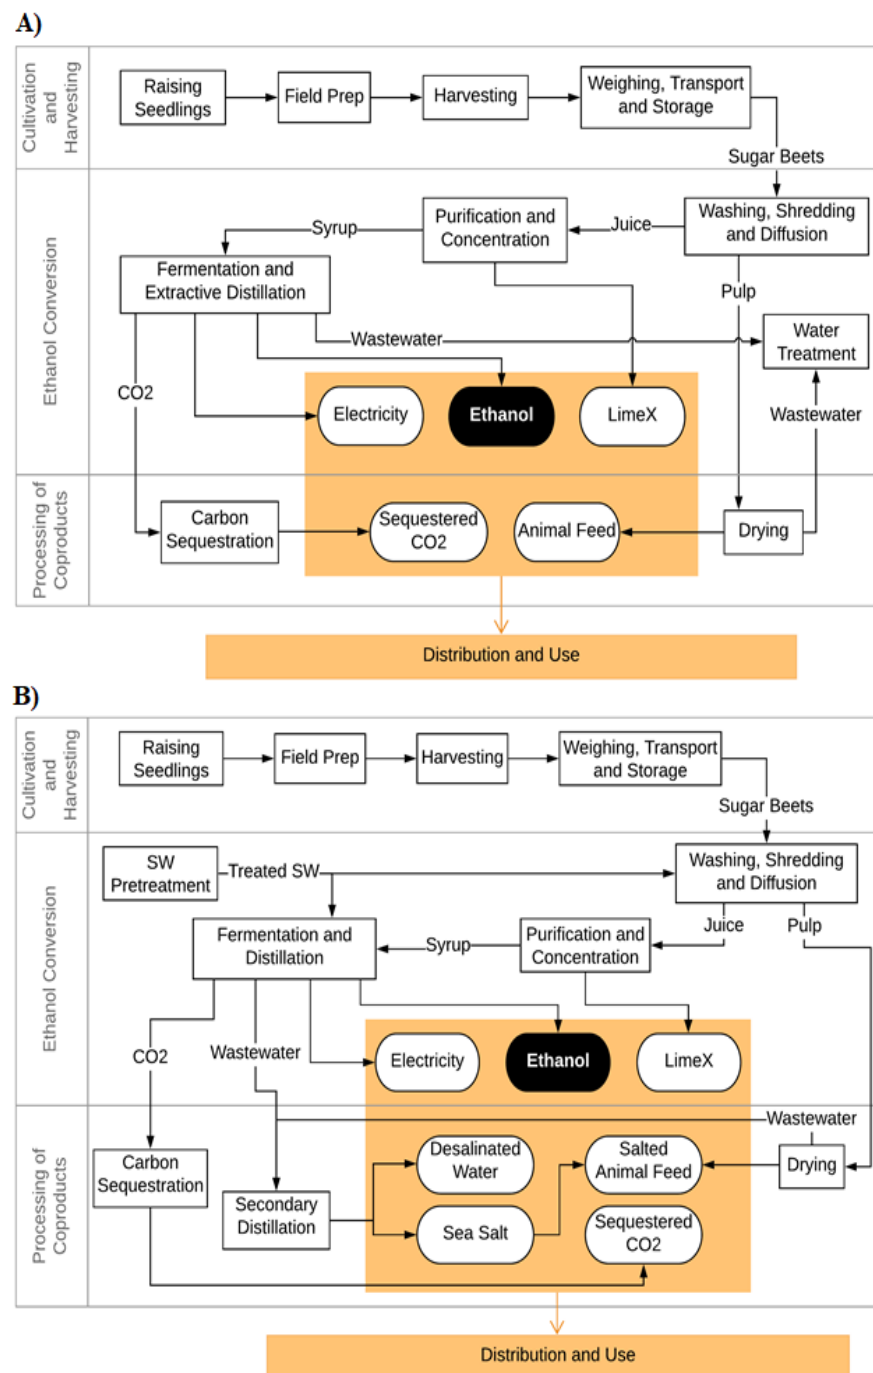 A)
Cultivation
and
Harvesting
Raising
Seedlings
Field Prep
Harvesting
Weighing, Transport
and Storage
Sugar Beets
Ethanol Conversion
Washing, Shredding
and Diffusion
Juice
Purification and
Concentration
Syrup
Fermentation and
Extractive Distillation
Pulp
Wastewater
Water
Treatment
CO2
Electricity
Ethanol
LimeX
Wastewater
Processing of
Coproducts
Carbon
Sequestration
Sequestered
CO2
Animal Feed
Drying
Distribution and Use
B)
Cultivation
and
Harvesting
Raising
Seedlings
Field Prep
Harvesting
Weighing, Transport
and Storage
Sugar Beets
Ethanol Conversion
SW
Pretreatment
Treated SW
Washing, Shredding
and Diffusion
Juice
Pulp
Fermentation and
Distillation
Syrup
Purification and
Concentration
CO2
Wastewater
Electricity
Ethanol
LimeX
Wastewater
Processing of
Coproducts
Carbon
Sequestration
Secondary
Distillation
Desalinated
Water
Salted
Animal Feed
Drying
Sea Salt
Sequestered
CO2
Distribution and Use